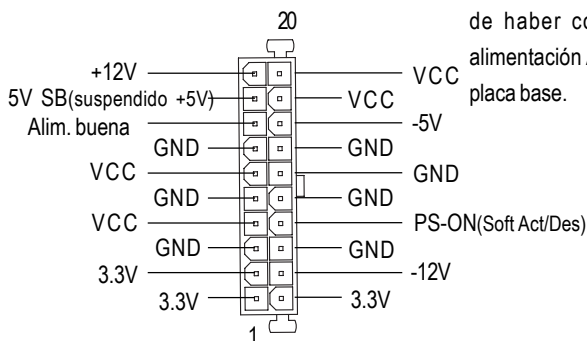 20
de haber co
alimentación
placa base.
+12V
VCC
5V SB(suspendido +5V)
VCC
Alim. buena
-5V
GND
GND
VCC
GND
GND
GND
VCC
PS-ON(Soft Act/Des)
GND
GND
3.3V
-12V
3.3V
3.3V
1